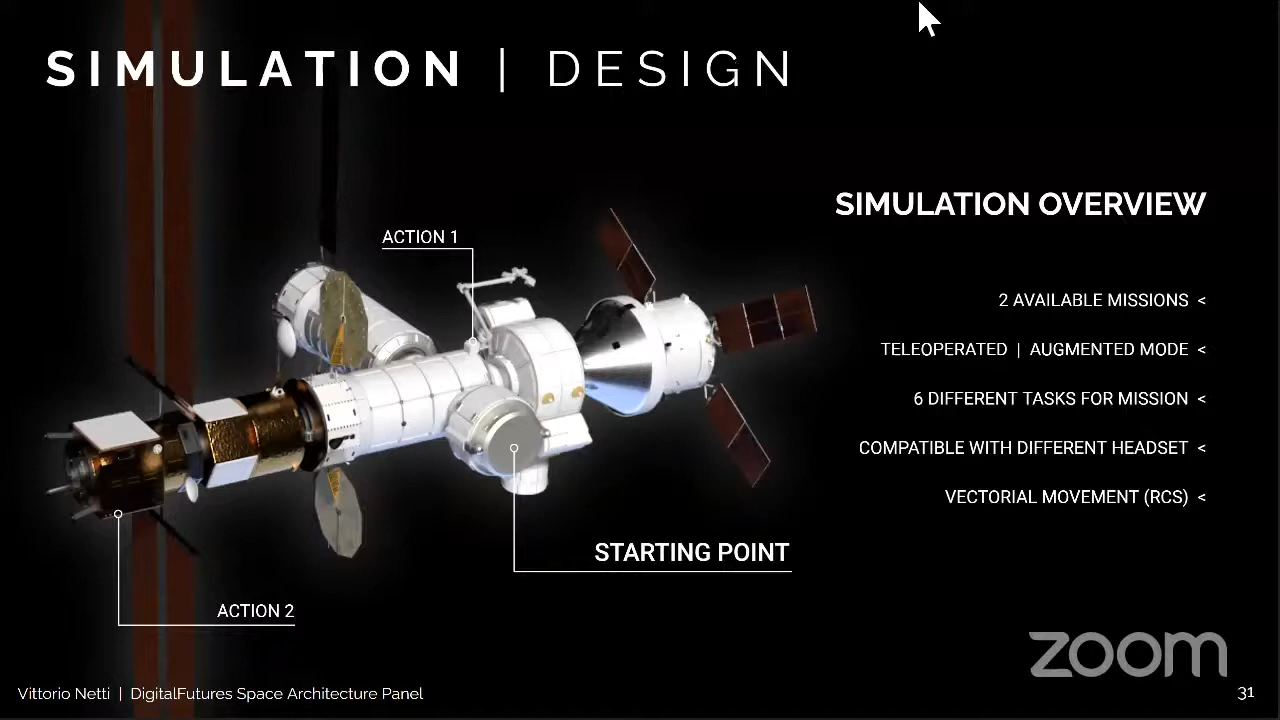 SIMULATION | DESIGN
SIMULATION OVERVIEW
ACTION 1
2 AVAILABLE MISSIONS <
TELEOPERATED | AUGMENTED MODE <
6 DIFFERENT TASKS FOR MISSION <
COMPATIBLE WITH DIFFERENT HEADSET <
VECTORIAL MOVEMENT (RCS) <
STARTING POINT
ACTION 2
zoom
Vittorio Netti | DigitalFutures Space Architecture Panel
31